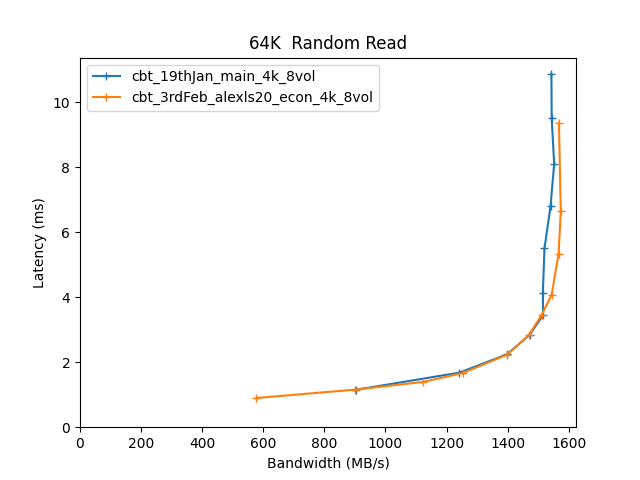 64K  Random Read
cbt_19thJan_main_4k_8vol
cbt_3rdFeb_alexls20_econ_4k_8vol
10
8
6
4
2
0
Latency (ms)
0 200 400 600 800 1000 1200 1400 1600
Bandwidth (MB/s)